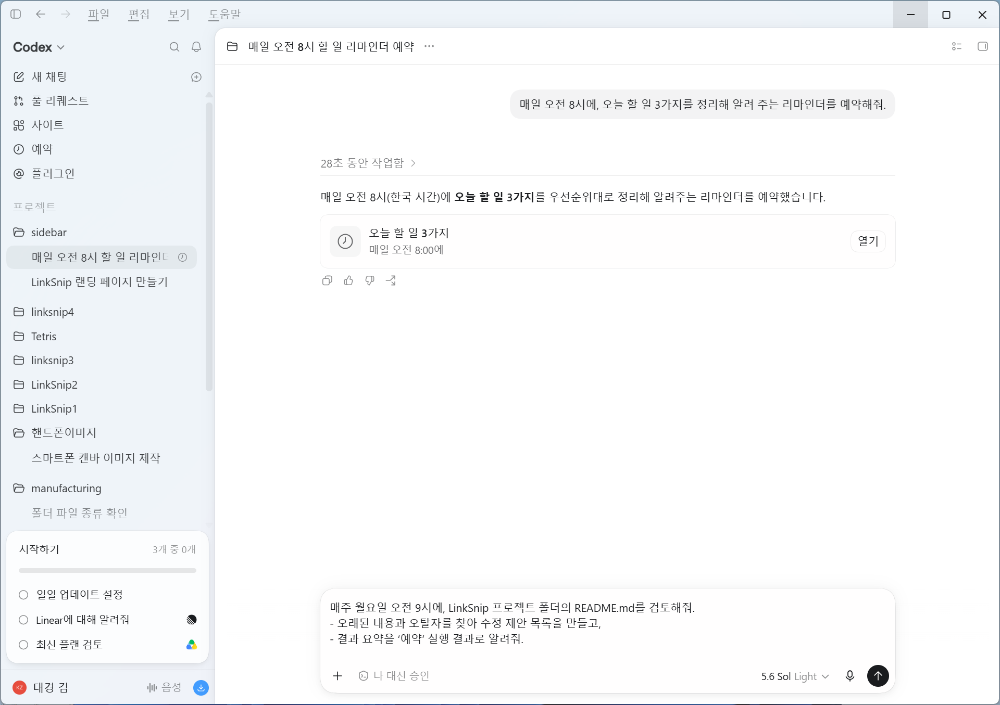 파일 편집 보기 도움말
Codex
새 채팅
풀 리퀘스트
사이트
예약
플러그인
프로젝트
sidebar
매일 오전 8시 할 일 리마인더
LinkSnip 랜딩 페이지 만들기
linksnip4
Tetris
linksnip3
LinkSnip2
LinkSnip1
핸드폰이미지
스마트폰 캔바 이미지 제작
manufacturing
폴더 파일 종류 확인
시작하기 3개 중 0개
일일 업데이트 설정
Linear에 대해 알려줘
최신 플랜 검토
KZ 대경 김 음성
매일 오전 8시 할 일 리마인더 예약
매일 오전 8시에, 오늘 할 일 3가지를 정리해 알려 주는 리마인더를 예약해줘.
28초 동안 작업함
매일 오전 8시(한국 시간)에 오늘 할 일 3가지를 우선순위대로 정리해 알려주는 리마인더를 예약했습니다.
오늘 할 일 3가지
매일 오전 8:00에
열기
매주 월요일 오전 9시에, LinkSnip 프로젝트 폴더의 README.md를 검토해줘.
- 오래된 내용과 오탈자를 찾아 수정 제안 목록을 만들고,
- 결과 요약을 ‘예약’ 실행 결과로 알려줘.
나 대신 승인 5.6 Sol Light